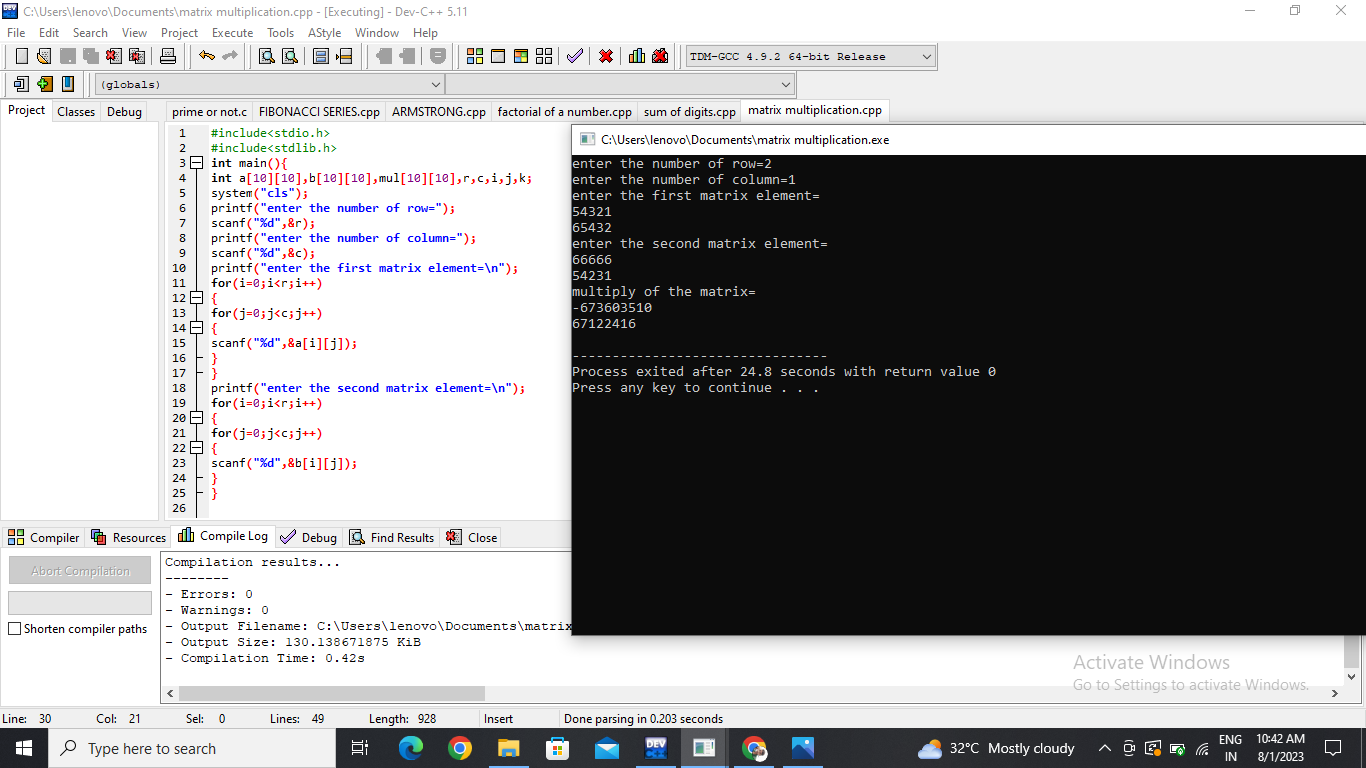 C:\Users\lenovo\Documents\matrix multiplication.cpp - [Executing] - Dev-C++ 5.11
File Edit Search View Project Execute Tools AStyle Window Help
TDM-GCC 4.9.2 64-bit Release
(globals)
Project Classes Debug
prime or not.c FIBONACCI SERIES.cpp ARMSTRONG.cpp factorial of a number.cpp sum of digits.cpp matrix multiplication.cpp
1 #include<stdio.h>
2 #include<stdlib.h>
3 int main(){
4 int a[10][10],b[10][10],mul[10][10],r,c,i,j,k;
5 system("cls");
6 printf("enter the number of row=");
7 scanf("%d",&r);
8 printf("enter the number of column=");
9 scanf("%d",&c);
10 printf("enter the first matrix element=\n");
11 for(i=0;i<r;i++)
12 {
13 for(j=0;j<c;j++)
14 {
15 scanf("%d",&a[i][j]);
16 }
17 }
18 printf("enter the second matrix element=\n");
19 for(i=0;i<r;i++)
20 {
21 for(j=0;j<c;j++)
22 {
23 scanf("%d",&b[i][j]);
24 }
25 }
26
C:\Users\lenovo\Documents\matrix multiplication.exe
enter the number of row=2
enter the number of column=1
enter the first matrix element=
54321
65432
enter the second matrix element=
66666
54231
multiply of the matrix=
-673603510
67122416
--------------------------------
Process exited after 24.8 seconds with return value 0
Press any key to continue . . .
Compiler Resources Compile Log Debug Find Results Close
Abort Compilation
Shorten compiler paths
Compilation results...
--------
- Errors: 0
- Warnings: 0
- Output Filename: C:\Users\lenovo\Documents\matrix
- Output Size: 130.138671875 KiB
- Compilation Time: 0.42s
Activate Windows
Go to Settings to activate Windows.
Line: 30 Col: 21 Sel: 0 Lines: 49 Length: 928 Insert Done parsing in 0.203 seconds
Type here to search
DEV
32°C Mostly cloudy
ENG
IN
10:42 AM
8/1/2023